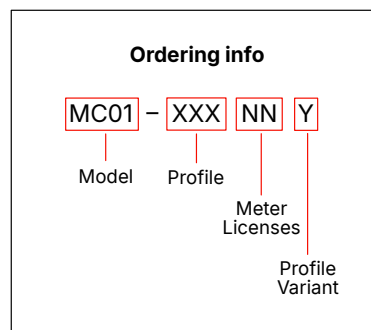 Ordering info
MC01 – XXX NN Y
Model Profile
Meter
Licenses
Profile
Variant